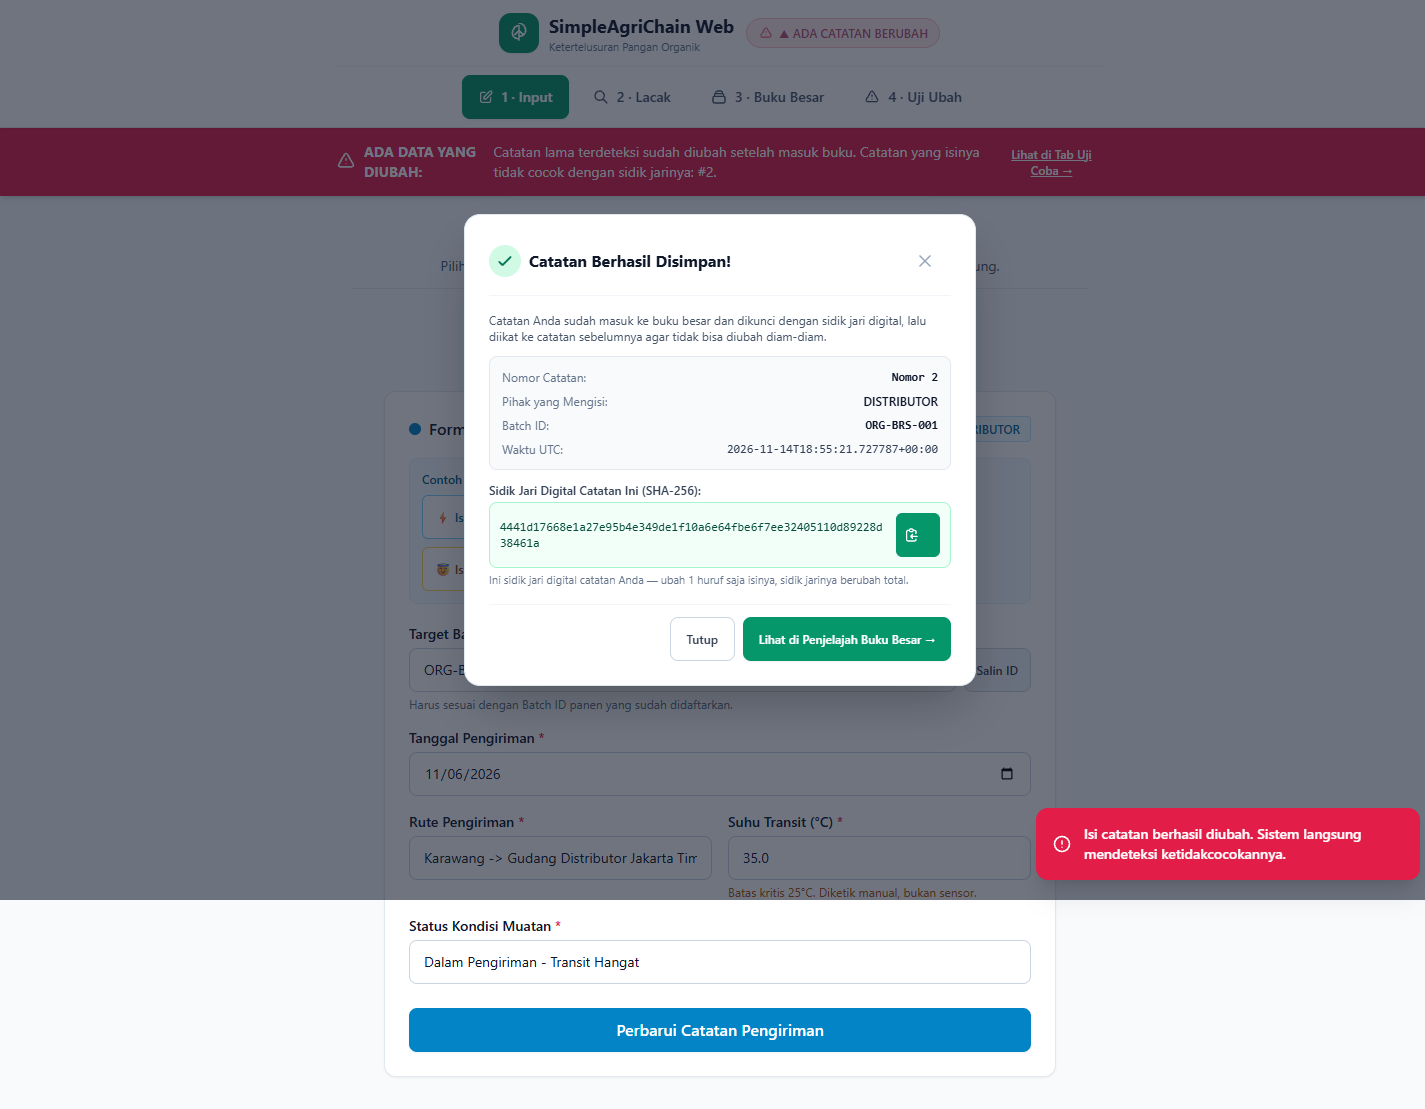 SimpleAgriChain Web
Ketertelusuran Pangan Organik
▲ ADA CATATAN BERUBAH
1 · Input
2 · Lacak
3 · Buku Besar
4 · Uji Ubah
ADA DATA YANG DIUBAH:
Catatan lama terdeteksi sudah diubah setelah masuk buku. Catatan yang isinya
tidak cocok dengan sidik jarinya: #2.
Lihat di Tab Uji
Coba →
Catatan Berhasil Disimpan!
Catatan Anda sudah masuk ke buku besar dan dikunci dengan sidik jari digital, lalu
diikat ke catatan sebelumnya agar tidak bisa diubah diam-diam.
Nomor Catatan: Nomor 2
Pihak yang Mengisi: DISTRIBUTOR
Batch ID: ORG-BRS-001
Waktu UTC: 2026-11-14T18:55:21.727787+00:00
Sidik Jari Digital Catatan Ini (SHA-256):
4441d17668e1a27e95b4e349de1f10a6e64fbe6f7ee32405110d89228d
38461a
Ini sidik jari digital catatan Anda — ubah 1 huruf saja isinya, sidik jarinya berubah total.
Tutup
Lihat di Penjelajah Buku Besar →
Contoh
Salin ID
Harus sesuai dengan Batch ID panen yang sudah didaftarkan.
Tanggal Pengiriman *
11/06/2026
Rute Pengiriman *
Karawang -> Gudang Distributor Jakarta Tim
Suhu Transit (°C) *
35.0
Batas kritis 25°C. Diketik manual, bukan sensor.
Isi catatan berhasil diubah. Sistem langsung
mendeteksi ketidakcocokannya.
Status Kondisi Muatan *
Dalam Pengiriman - Transit Hangat
Perbarui Catatan Pengiriman